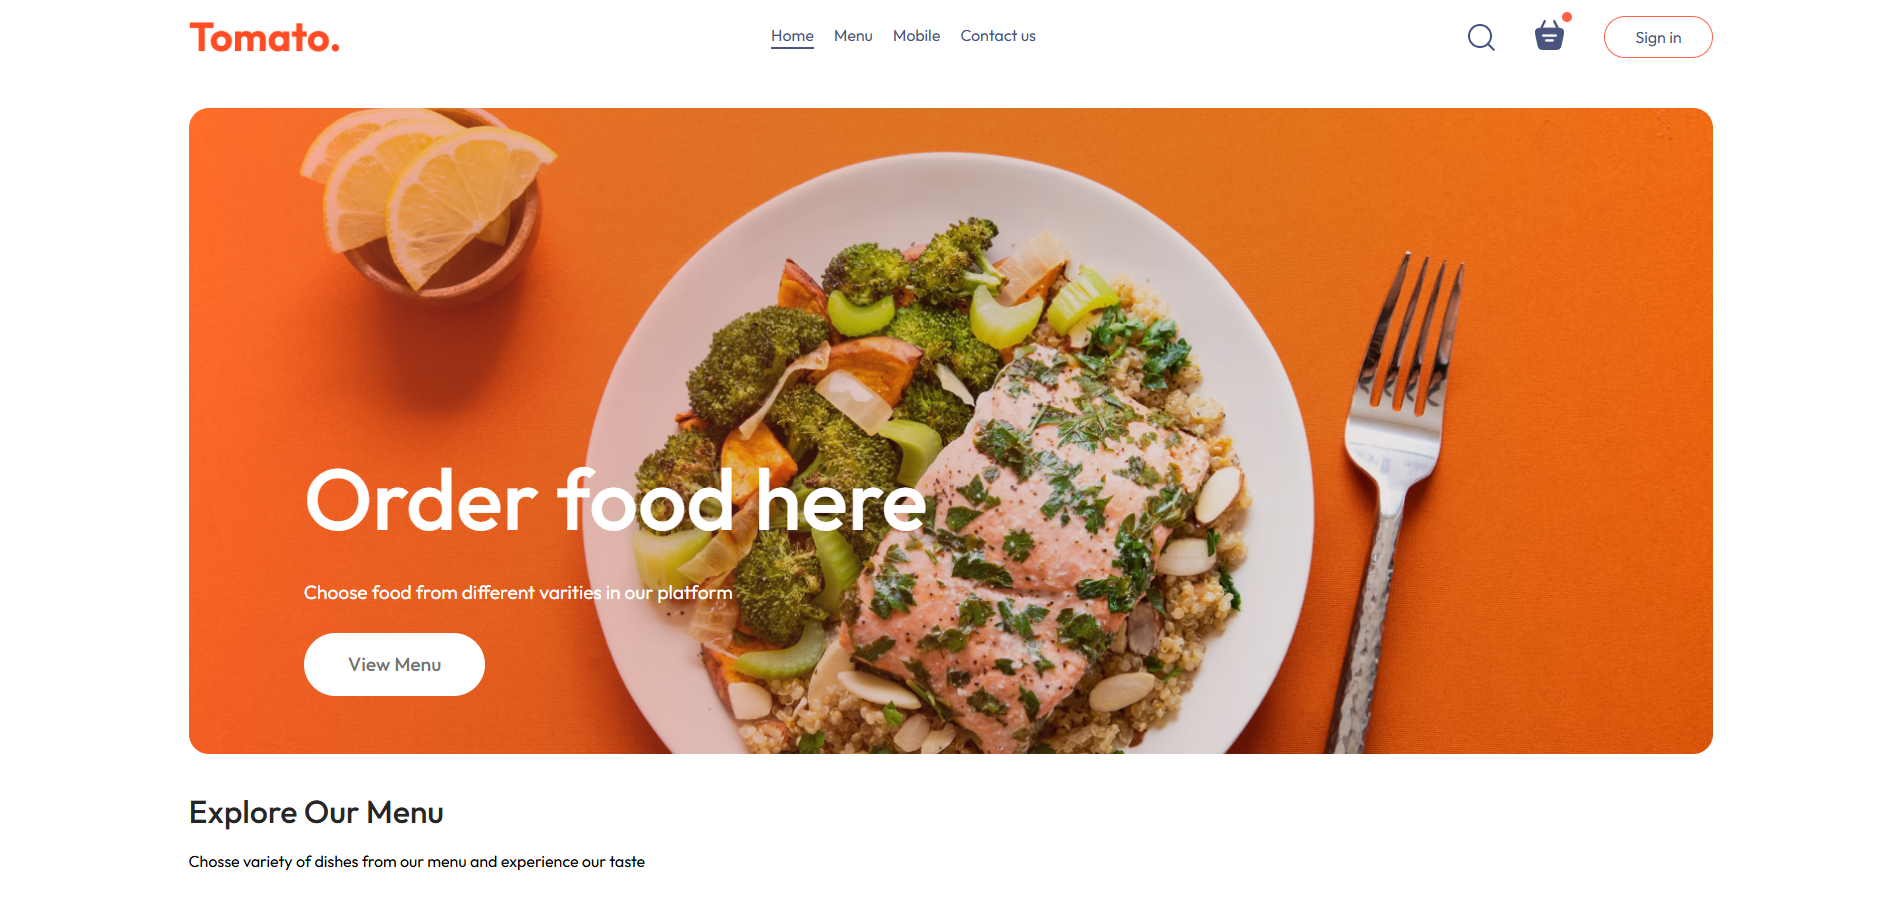 Tomato.
Home Menu Mobile Contact us
Sign in
Order food here
Choose food from different varities in our platform
View Menu
Explore Our Menu
Chosse variety of dishes from our menu and experience our taste